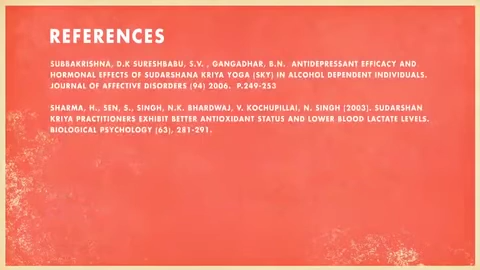 REFERENCES
SUBBAKRISHNA, D.K SURESHBABU, S.V. , GANGADHAR, B.N. ANTIDEPRESSANT EFFICACY AND
HORMONAL EFFECTS OF SUDARSHANA KRIYA YOGA (SKY) IN ALCOHOL DEPENDENT INDIVIDUALS.
JOURNAL OF AFFECTIVE DISORDERS (94) 2006. P.249-253
SHARMA, H., SEN, S., SINGH, N.K. BHARDWAJ, V. KOCHUPILLAI, N. SINGH (2003). SUDARSHAN
KRIYA PRACTITIONERS EXHIBIT BETTER ANTIOXIDANT STATUS AND LOWER BLOOD LACTATE LEVELS.
BIOLOGICAL PSYCHOLOGY (63), 281-291.